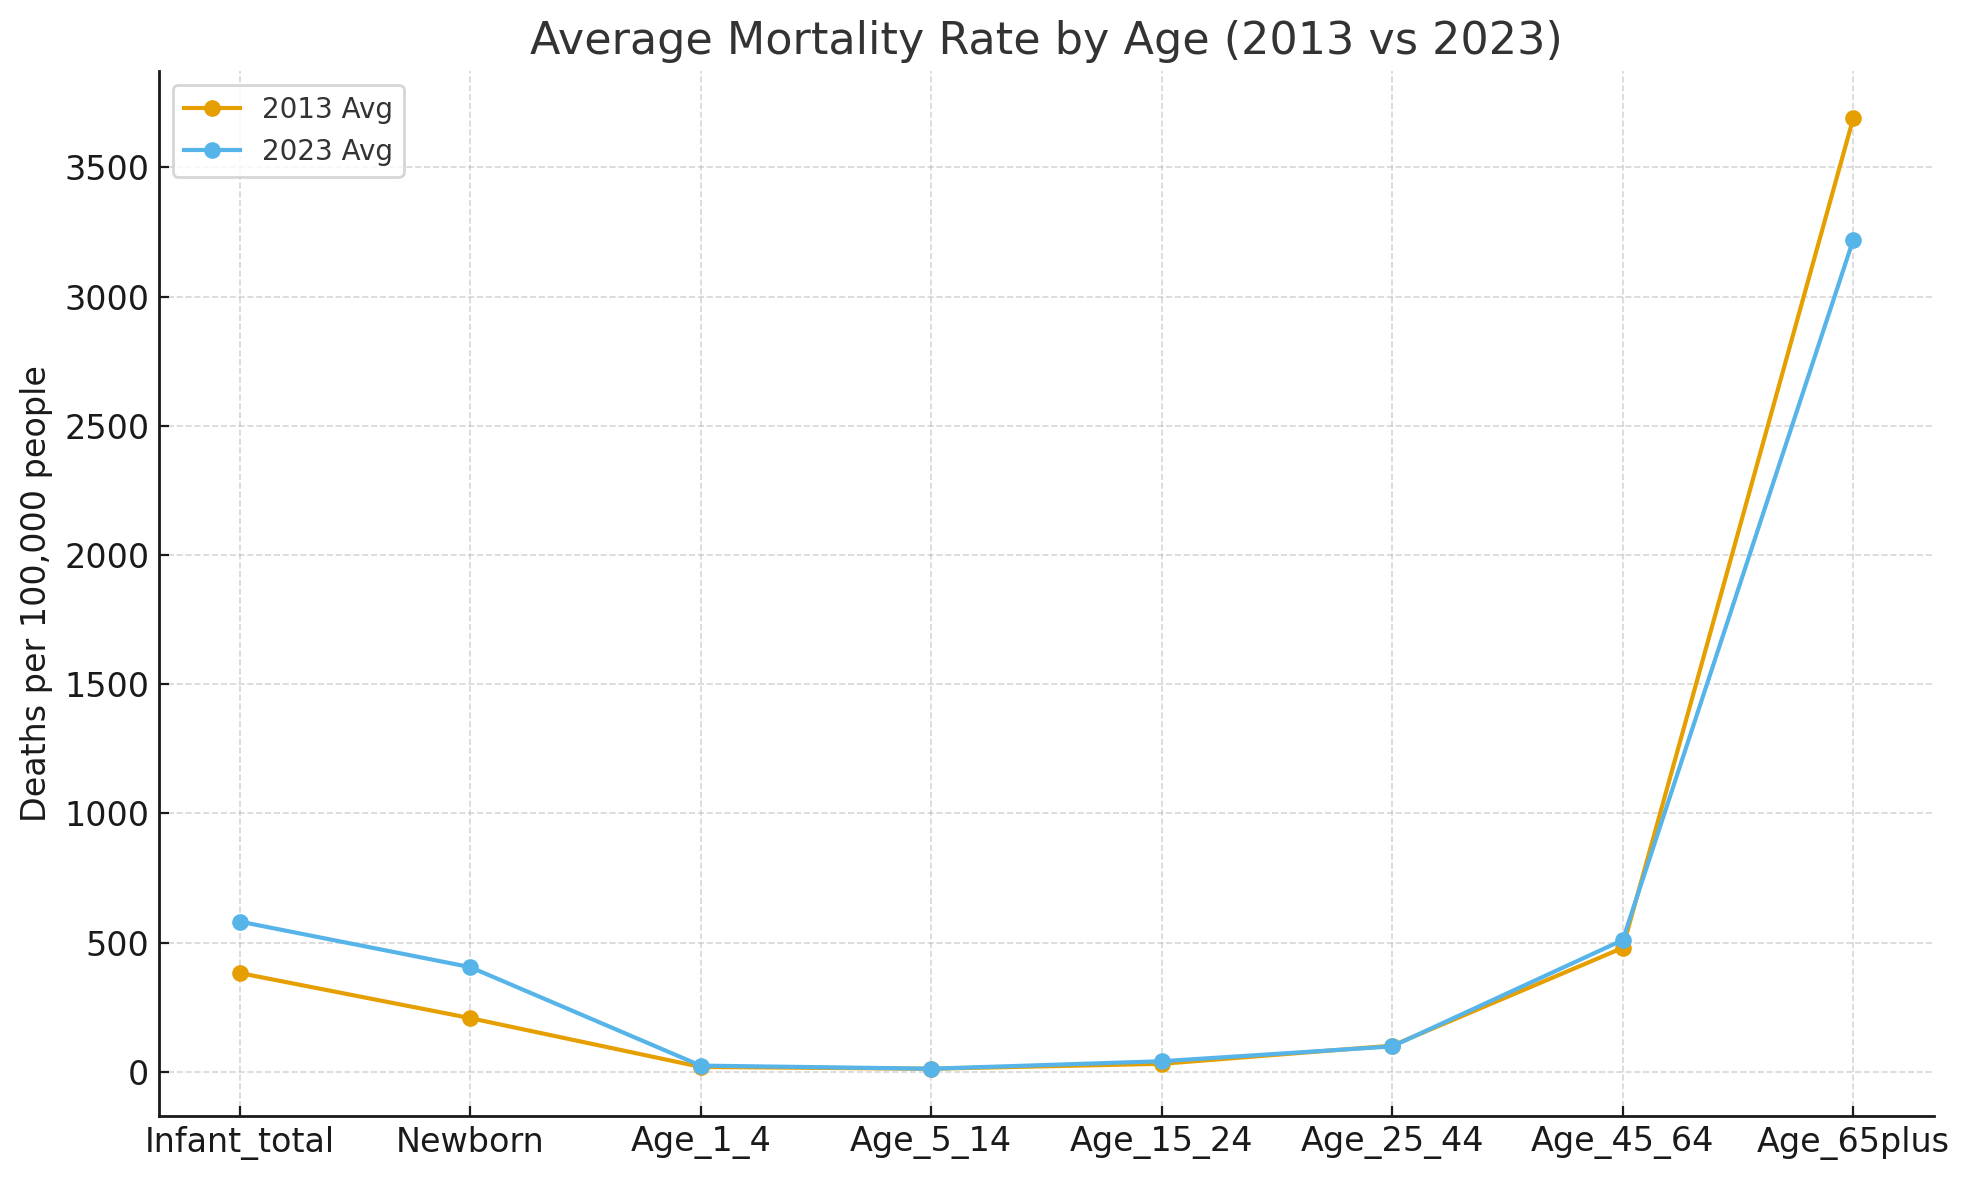 Average Mortality Rate by Age (2013 vs 2023)
2013 Avg
2023 Avg
Deaths per 100,000 people
3500
3000
2500
2000
1500
1000
500
0
Infant_total Newborn Age_1_4 Age_5_14 Age_15_24 Age_25_44 Age_45_64 Age_65plus